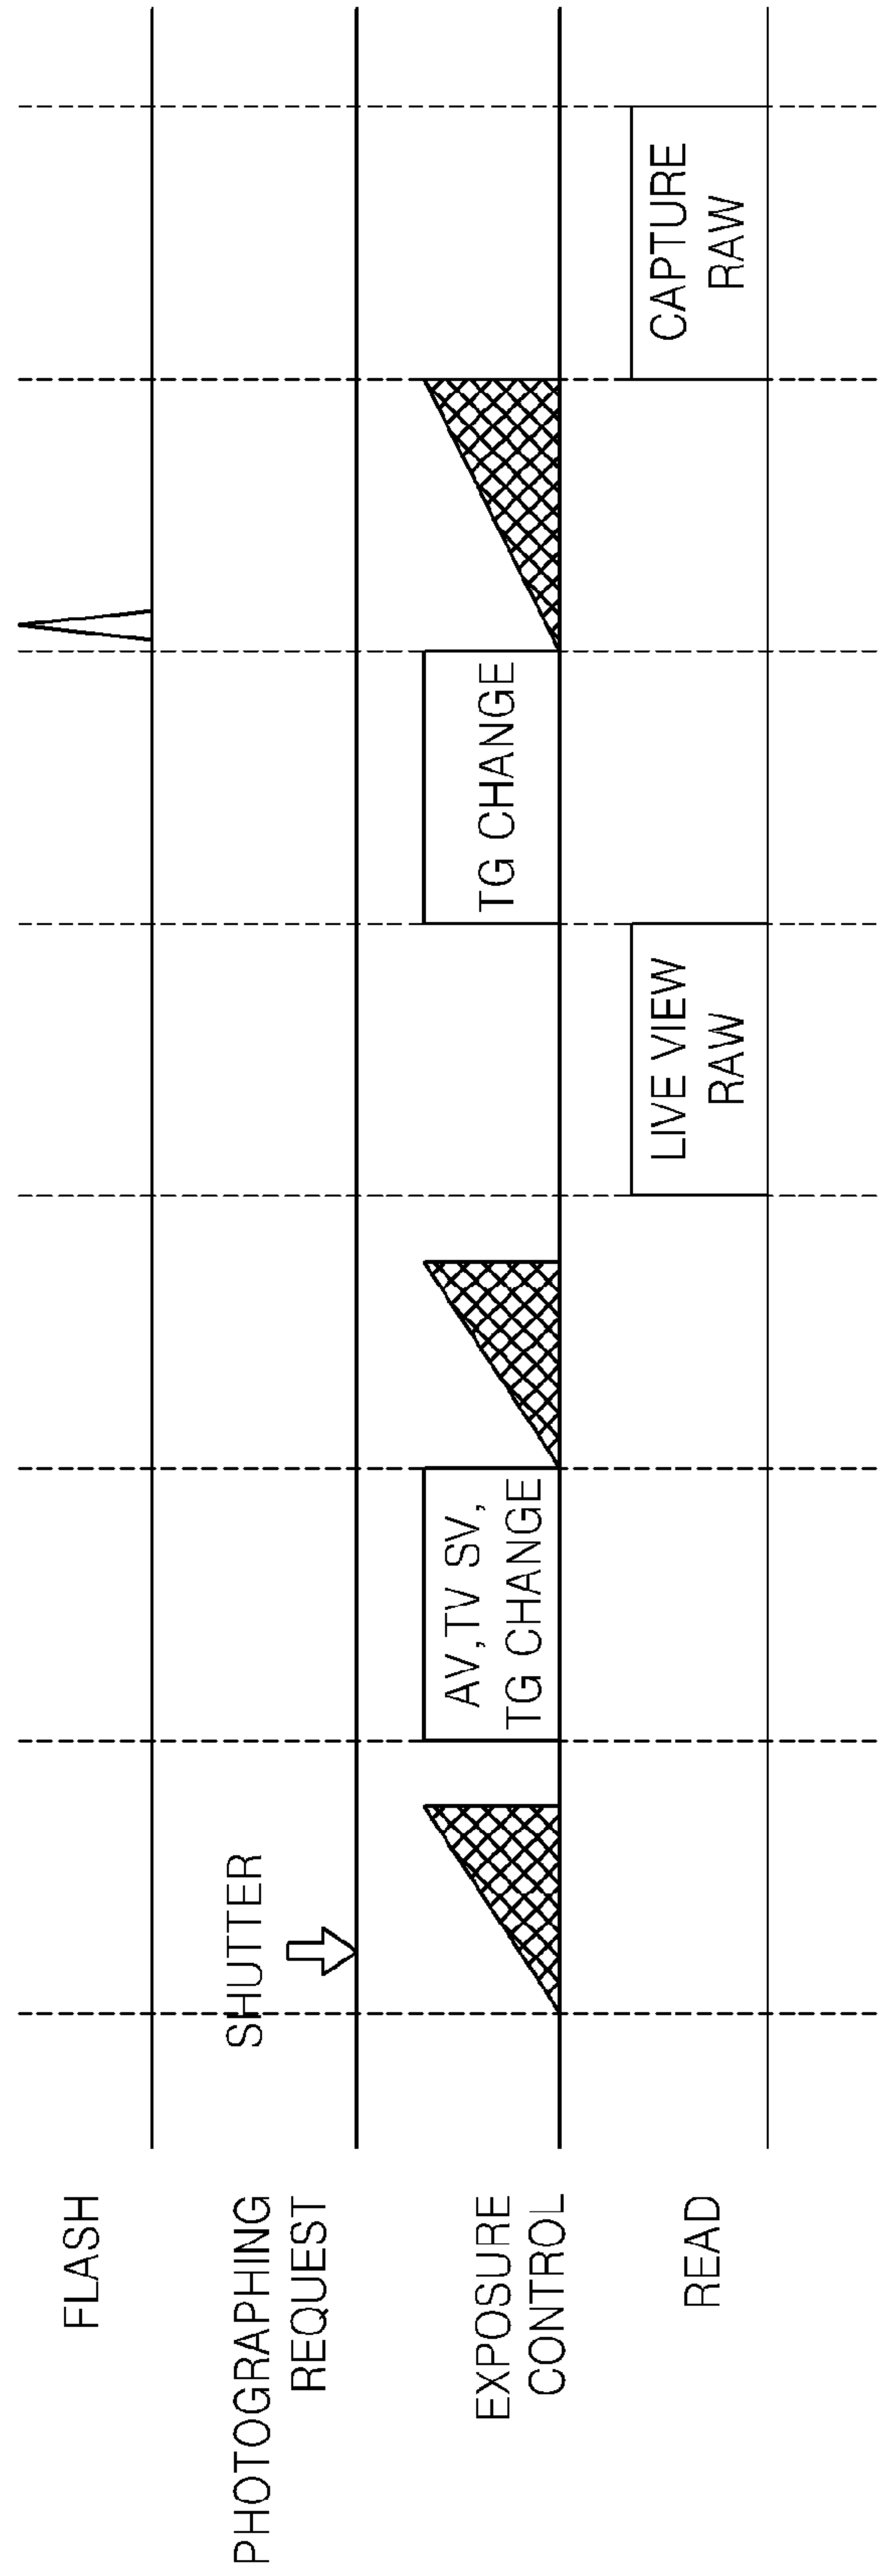 FLASH
PHOTOGRAPHING
REQUEST
SHUTTER
EXPOSURE
CONTROL
AV,TV SV,
TG CHANGE
TG CHANGE
READ
LIVE VIEW
RAW
CAPTURE
RAW